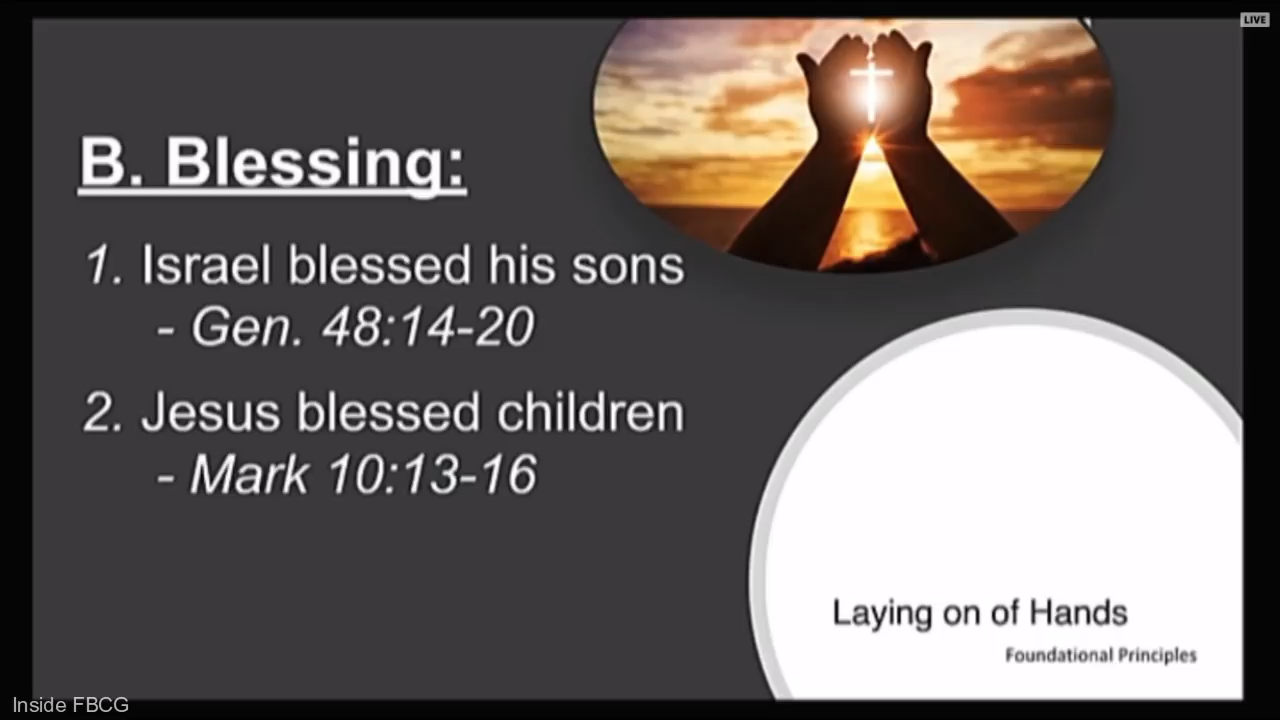 LIVE
B. Blessing:
1. Israel blessed his sons
- Gen. 48:14-20
2. Jesus blessed children
- Mark 10:13-16
Laying on of Hands
Foundational Principles
Inside FBCG